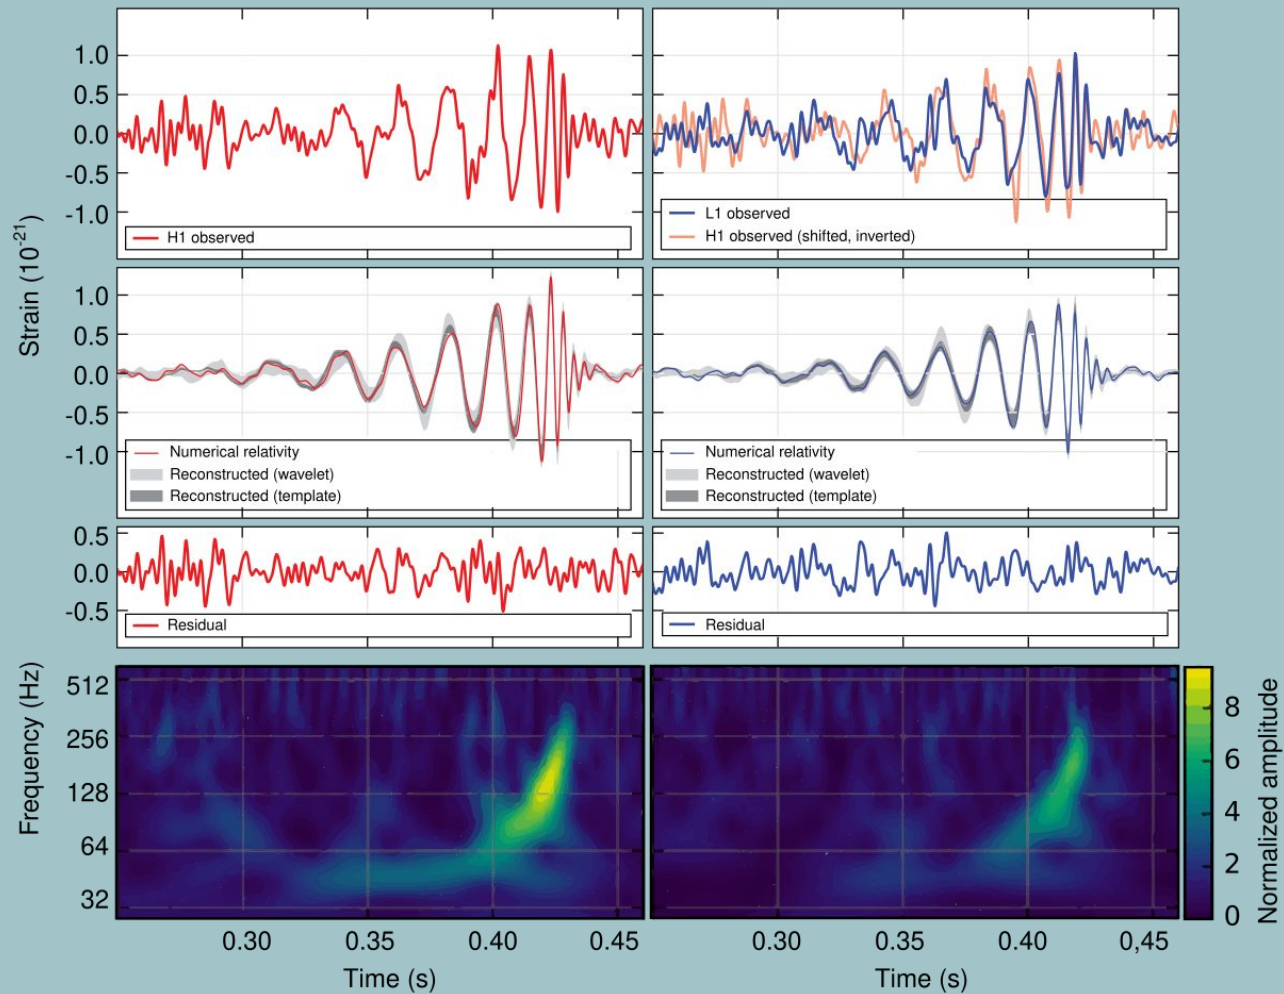 1.0
0.5
0.0
-0.5
-1.0
H1 observed
L1 observed
H1 observed (shifted, inverted)
Strain (10-21)
1.0
0.5
0.0
-0.5
-1.0
Numerical relativity
Reconstructed (wavelet)
Reconstructed (template)
Numerical relativity
Reconstructed (wavelet)
Reconstructed (template)
0.5
0.0
-0.5
Residual
Residual
Frequency (Hz)
512
256
128
64
32
8
6
4
2
0
Normalized amplitude
0.30 0.35 0.40 0.45
0.30 0.35 0.40 0,45
Time (s)
Time (s)